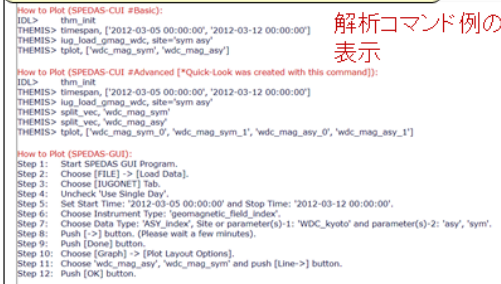 How to Plot (SPEDAS-CUI #Basic):
IDL> thm_init
THEMIS> timespan, ['2012-03-05 00:00:00', '2012-03-12 00:00:00']
THEMIS> iug_load_gmag_wdc, site='sym asy'
THEMIS> tplot, ['wdc_mag_sym', 'wdc_mag_asy']
解析コマンド例の
表示
How to Plot (SPEDAS-CUI #Advanced [*Quick-Look was created with this command]):
IDL> thm_init
THEMIS> timespan, ['2012-03-05 00:00:00', '2012-03-12 00:00:00']
THEMIS> iug_load_gmag_wdc, site='sym asy'
THEMIS> split_vec, 'wdc_mag_sym'
THEMIS> split_vec, 'wdc_mag_asy'
THEMIS> tplot, ['wdc_mag_sym_0', 'wdc_mag_sym_1', 'wdc_mag_asy_0', 'wdc_mag_asy_1']
How to Plot (SPEDAS-GUI):
Step 1: Start SPEDAS GUI Program.
Step 2: Choose [FILE] -> [Load Data].
Step 3: Choose [IUGONET] Tab.
Step 4: Uncheck 'Use Single Day'.
Step 5: Set Start Time: '2012-03-05 00:00:00' and Stop Time: '2012-03-12 00:00:00'.
Step 6: Choose Instrument Type: 'geomagnetic_field_index'.
Step 7: Choose Data Type: 'ASY_index', Site or parameter(s)-1: 'WDC_kyoto' and parameter(s)-2: 'asy', 'sym'.
Step 8: Push [->] button. (Please wait a few minutes).
Step 9: Push [Done] button.
Step 10: Choose [Graph] -> [Plot Layout Options].
Step 11: Choose 'wdc_mag_asy', 'wdc_mag_sym' and push [Line->] button.
Step 12: Push [OK] button.